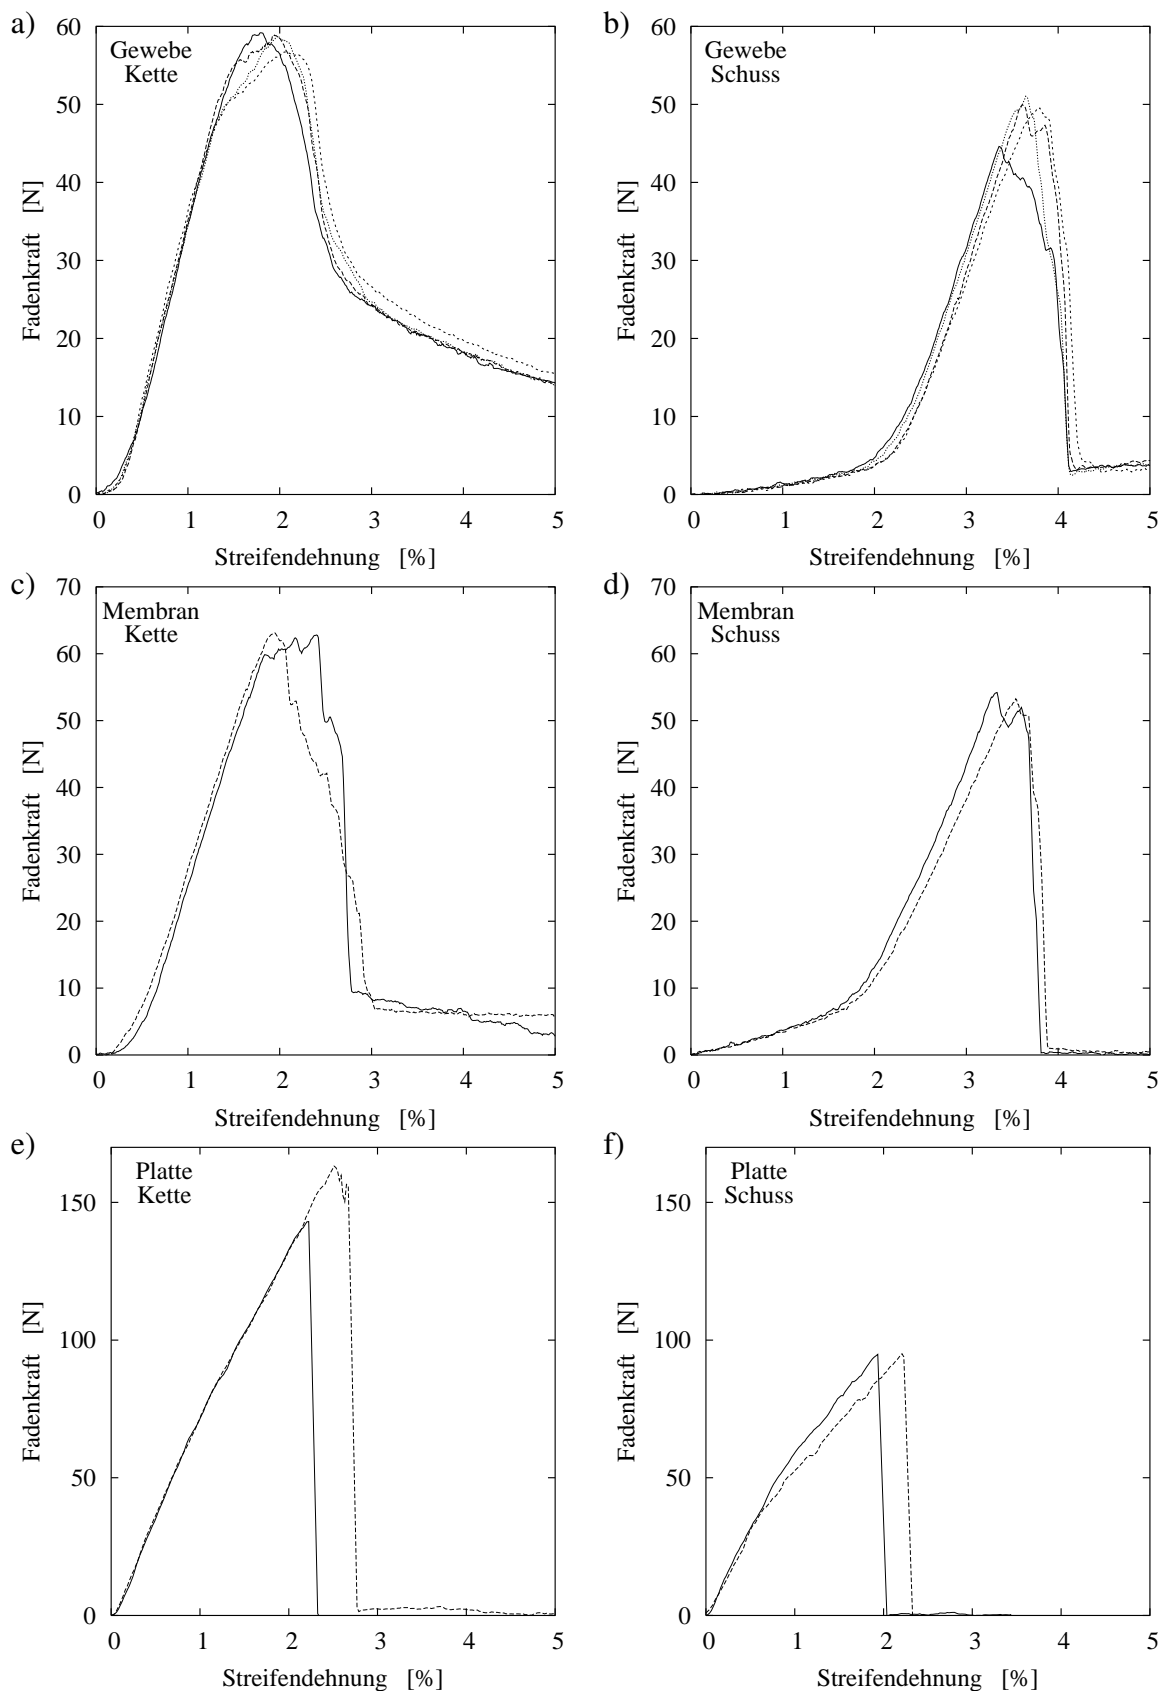 a)
Gewebe
Kette
Fadenkraft [N]
60
50
40
30
20
10
0
0 1 2 3 4 5
Streifendehnung [%]
b)
Gewebe
Schuss
Fadenkraft [N]
60
50
40
30
20
10
0
0 1 2 3 4 5
Streifendehnung [%]
c)
Membran
Kette
Fadenkraft [N]
70
60
50
40
30
20
10
0
0 1 2 3 4 5
Streifendehnung [%]
d)
Membran
Schuss
Fadenkraft [N]
70
60
50
40
30
20
10
0
0 1 2 3 4 5
Streifendehnung [%]
e)
Platte
Kette
Fadenkraft [N]
150
100
50
0
0 1 2 3 4 5
Streifendehnung [%]
f)
Platte
Schuss
Fadenkraft [N]
150
100
50
0
0 1 2 3 4 5
Streifendehnung [%]